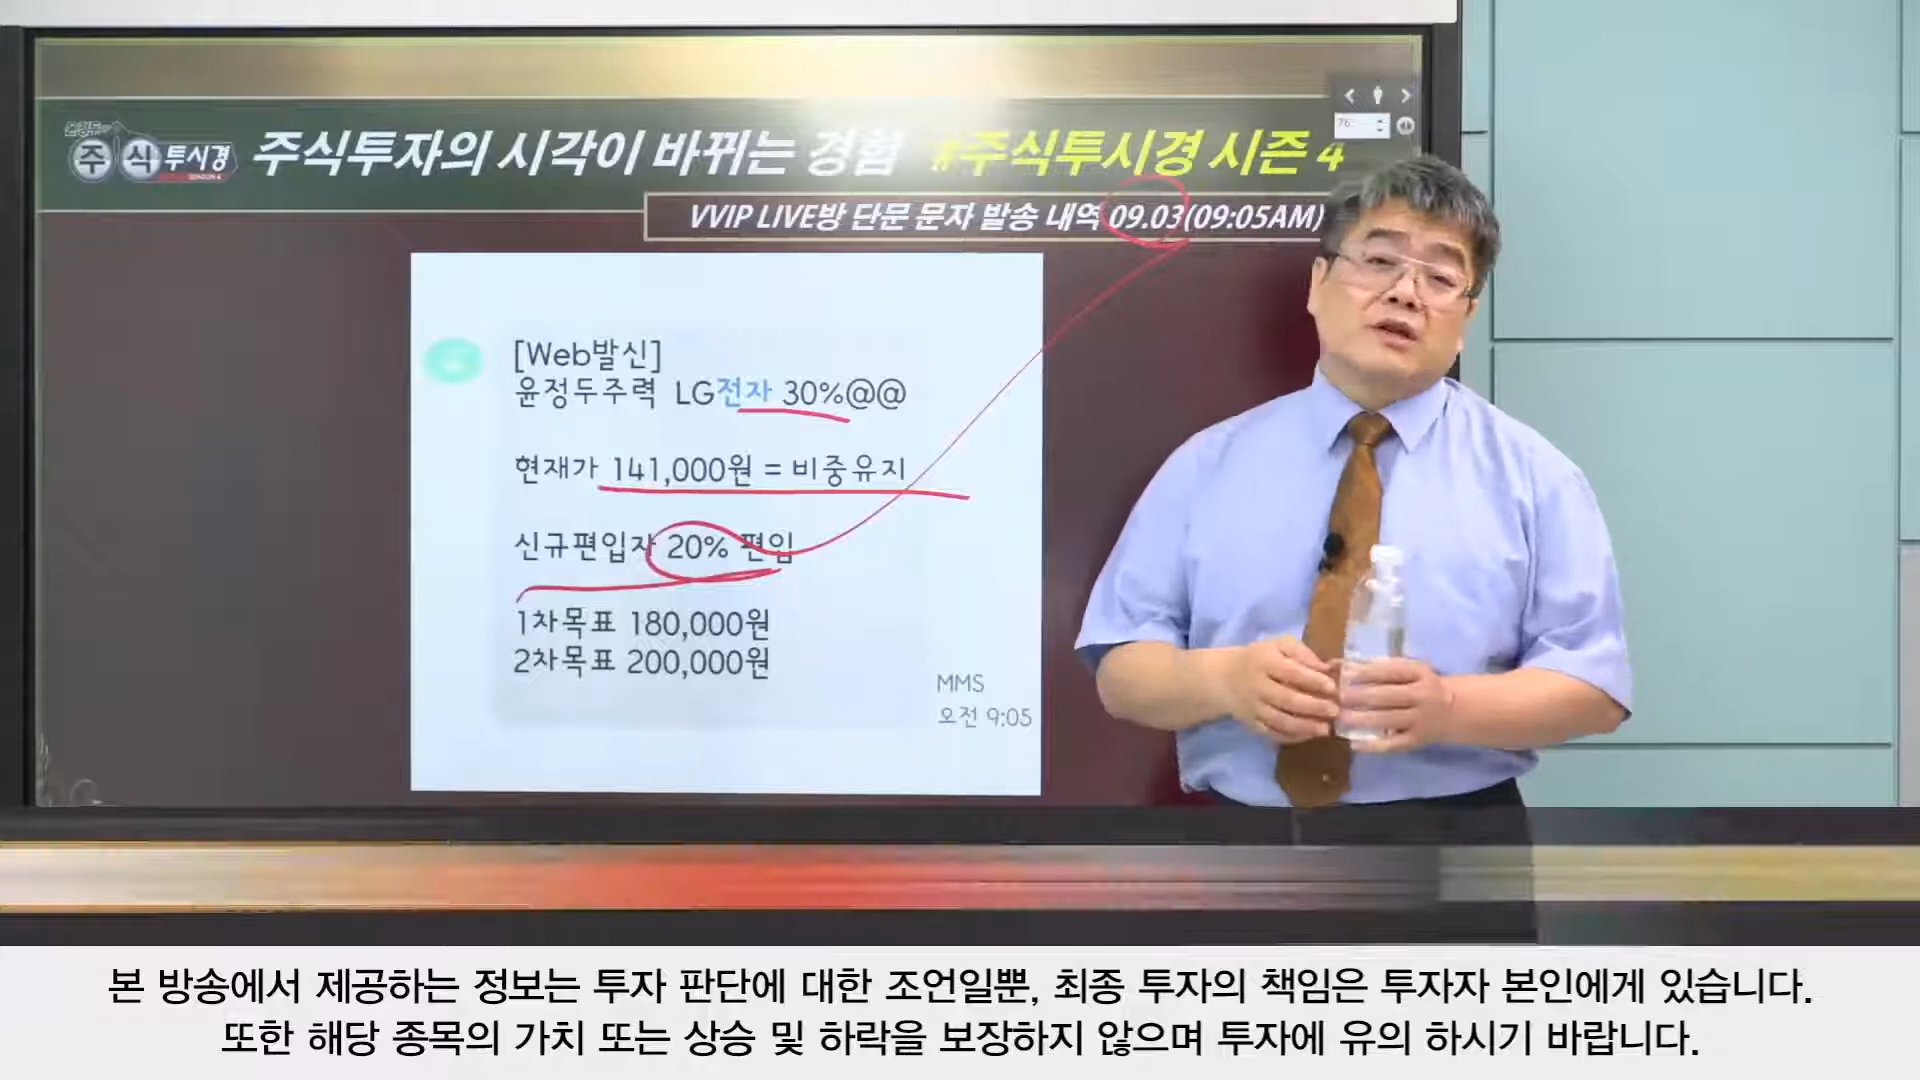 주식투시경
주식투자의 시각이 바뀌는 경험 #주식투시경 시즌 4
VVIP LIVE방 단문 문자 발송 내역 09.03(09:05AM)
[Web발신]
윤정두주력 LG전자 30%@@
현재가 141,000원 = 비중유지
신규편입자 20% 편입
1차목표 180,000원
2차목표 200,000원
MMS
오전 9:05
본 방송에서 제공하는 정보는 투자 판단에 대한 조언일뿐, 최종 투자의 책임은 투자자 본인에게 있습니다.
또한 해당 종목의 가치 또는 상승 및 하락을 보장하지 않으며 투자에 유의 하시기 바랍니다.